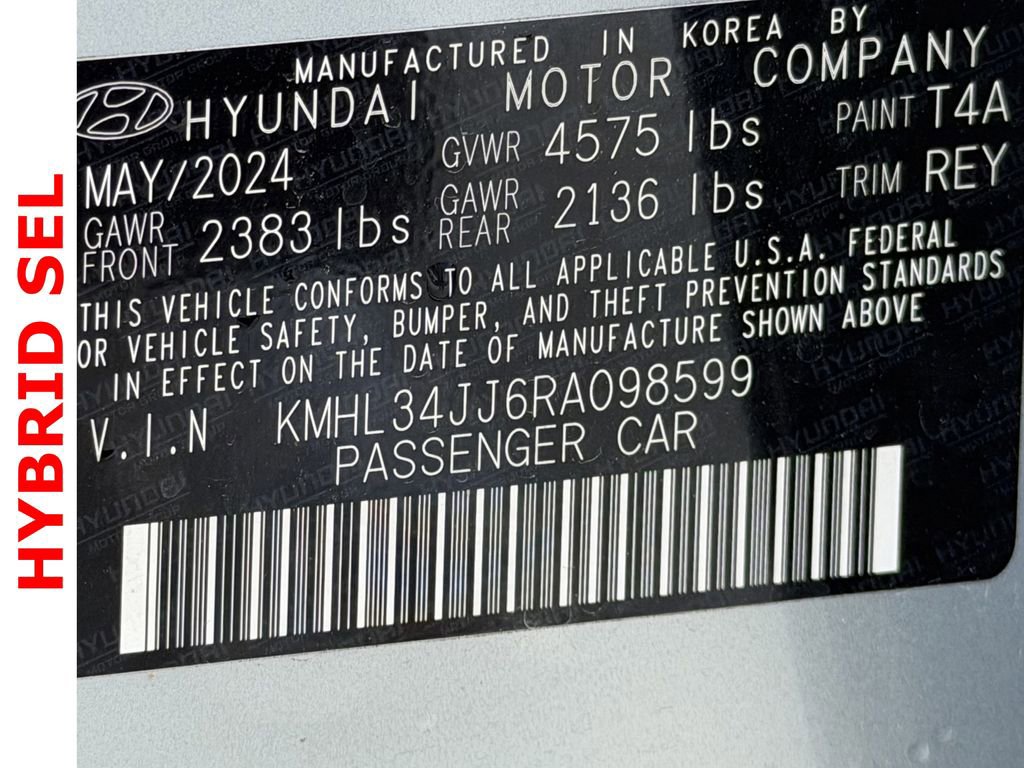 HYBRID SEL
MANUFACTURED IN KOREA BY
HYUNDAI MOTOR COMPANY
MAY/2024 GVWR 4575 lbs PAINT T4A
GAWR FRONT 2383 lbs GAWR REAR 2136 lbs TRIM REY
THIS VEHICLE CONFORMS TO ALL APPLICABLE U.S.A. FEDERAL
OR VEHICLE SAFETY, BUMPER, AND THEFT PREVENTION STANDARDS
IN EFFECT ON THE DATE OF MANUFACTURE SHOWN ABOVE
V.I.N KMHL34JJ6RA098599
PASSENGER CAR